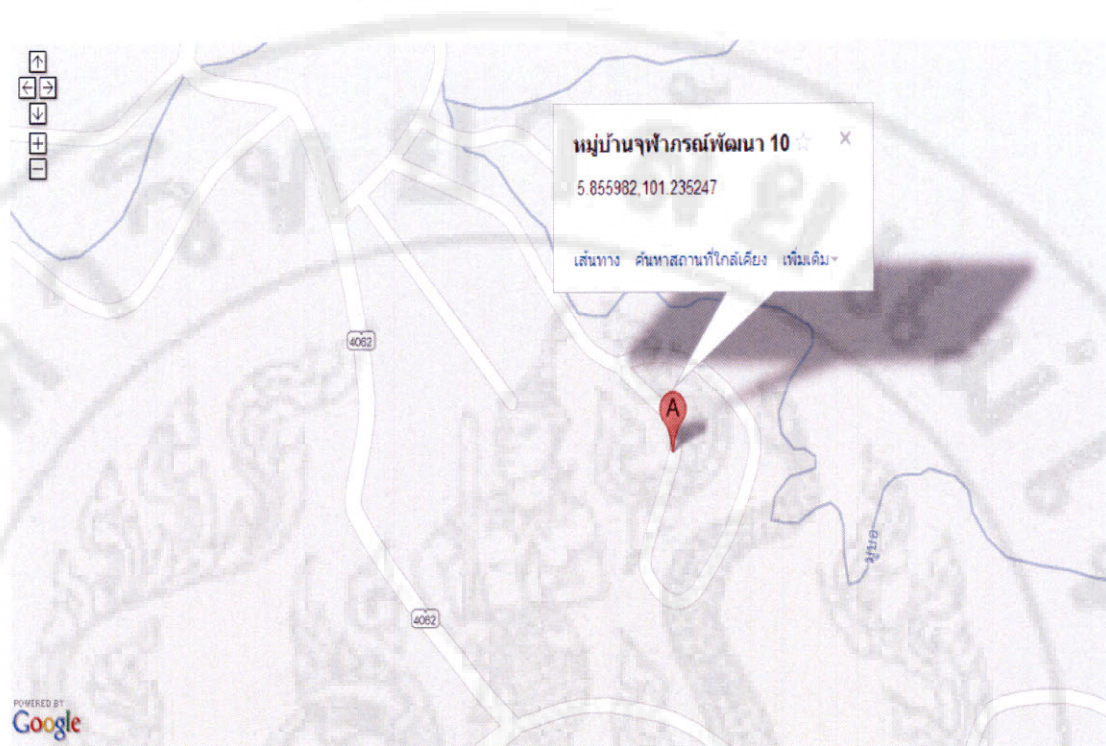 หมู่บ้านจุฬาภรณ์พัฒนา 10
5.855982,101.235247
เส้นทาง ค้นหาสถานที่ใกล้เคียง เพิ่มเติม
4062
A
4062
POWERED BY
Google